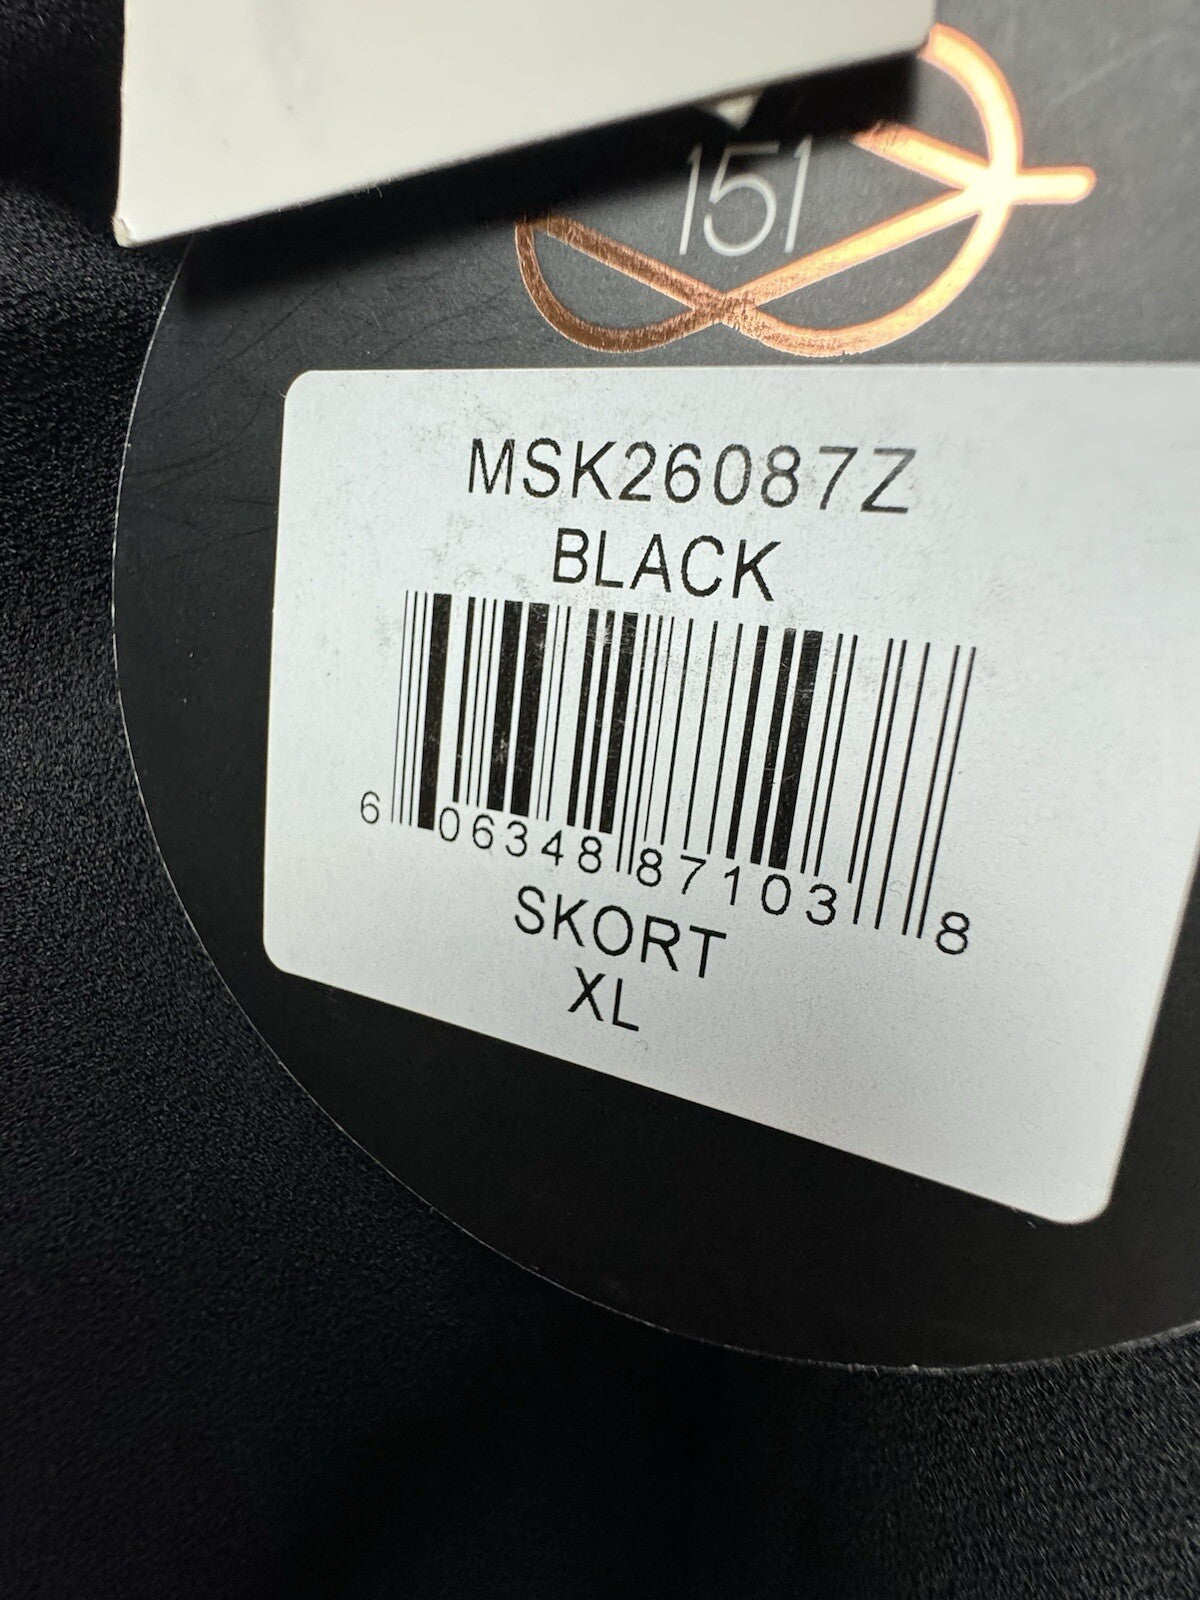 151
MSK26087Z
BLACK
6 06348 87103 8
SKORT
XL